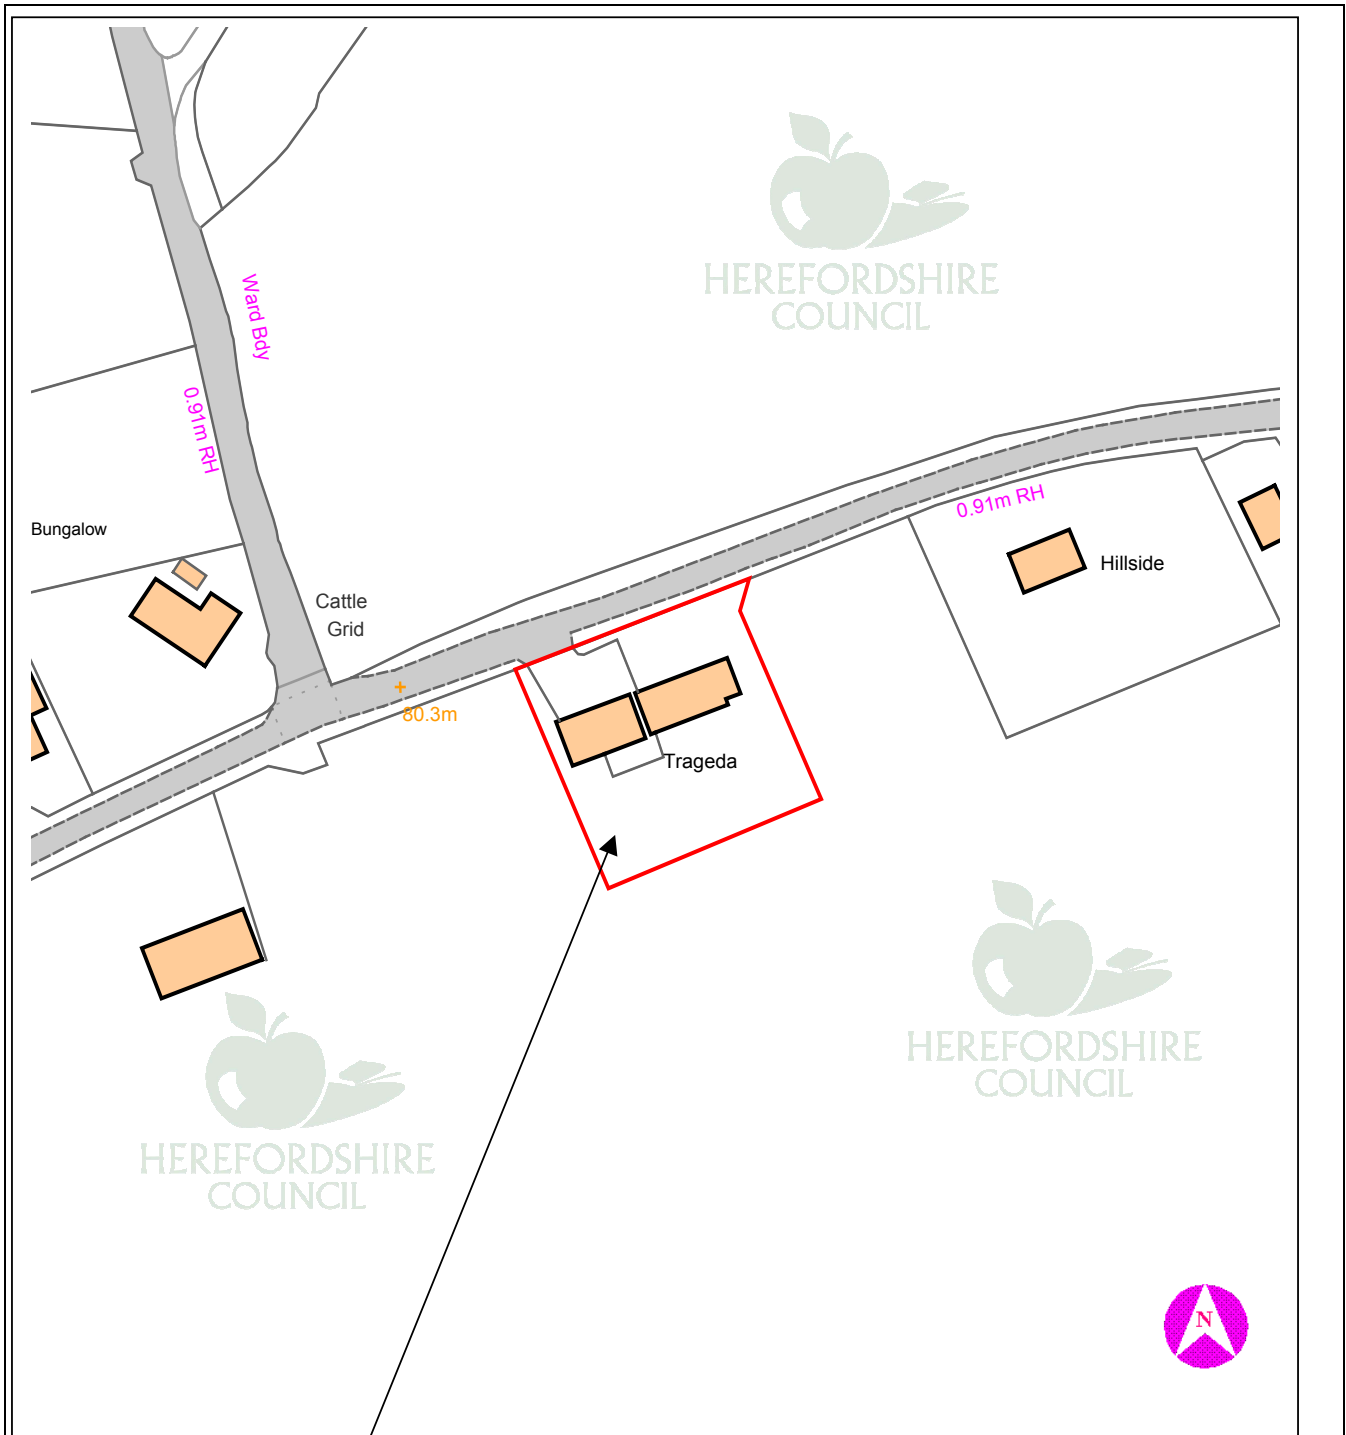 HEREFORDSHIRE
COUNCIL
Ward Bdy
0.91m RH
0.91m RH
Bungalow
Hillside
Cattle
Grid
80.3m
Trageda
HEREFORDSHIRE
COUNCIL
HEREFORDSHIRE
COUNCIL
N